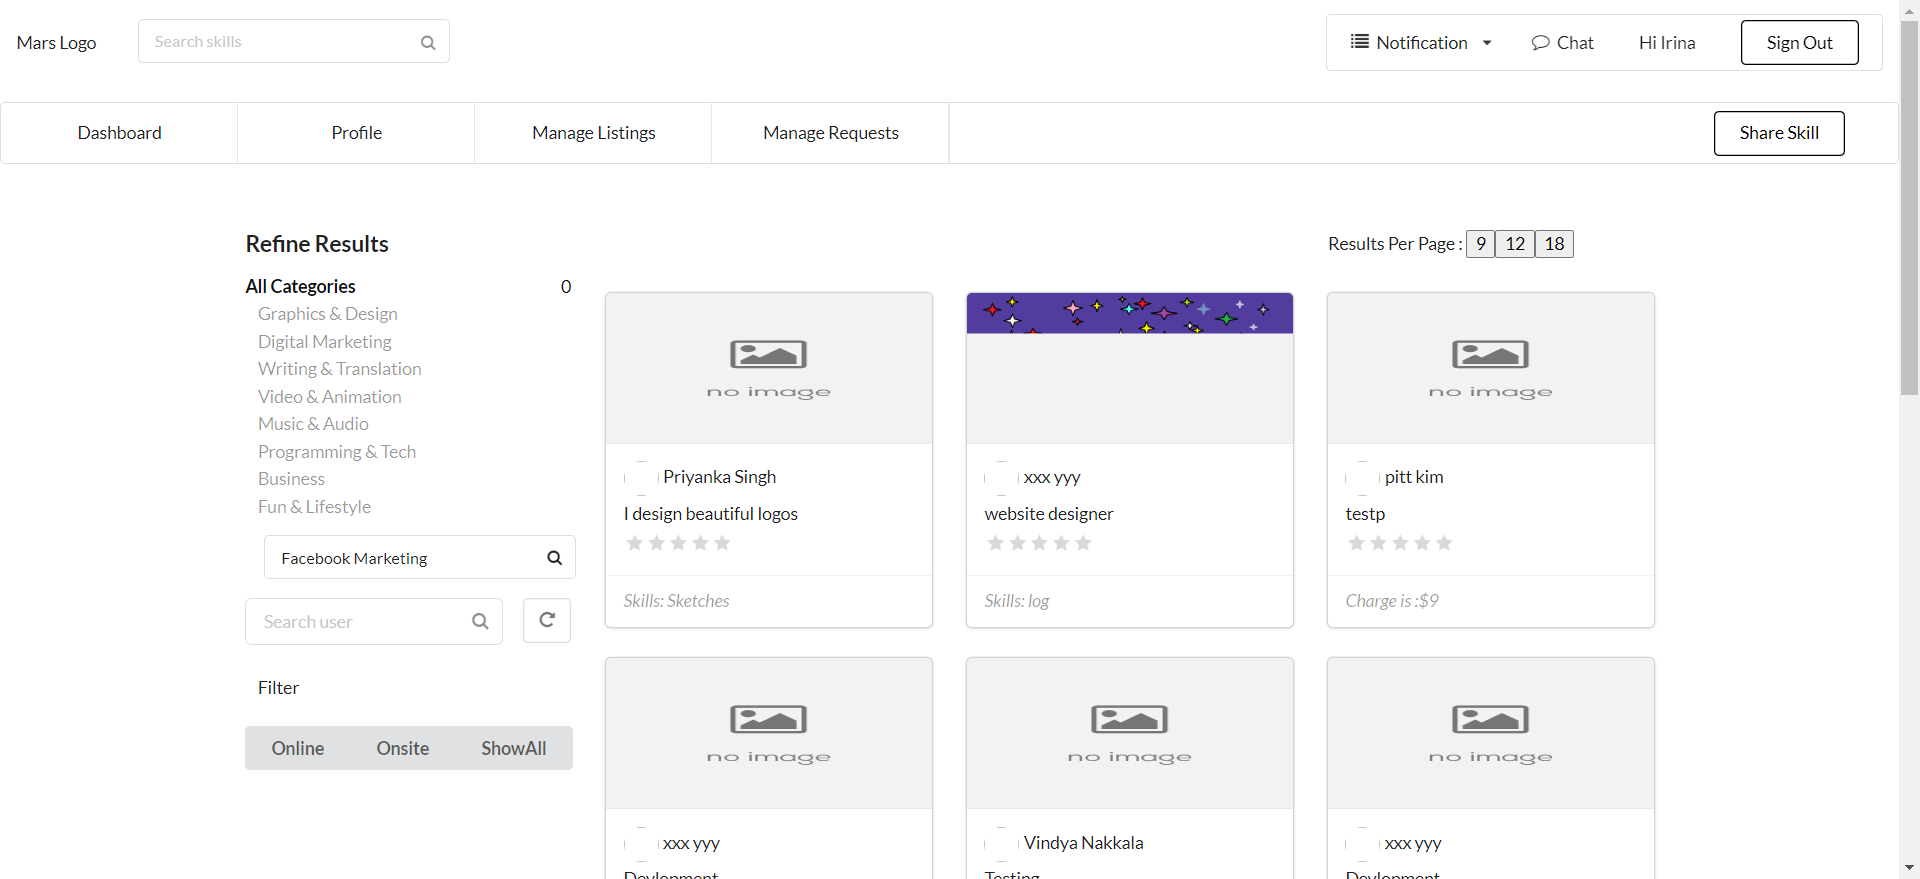 Mars Logo
Search skills
Notification
Chat
Hi Irina
Sign Out
Dashboard
Profile
Manage Listings
Manage Requests
Share Skill
Refine Results
Results Per Page : 9 12 18
All Categories 0
Graphics & Design
Digital Marketing
Writing & Translation
Video & Animation
Music & Audio
Programming & Tech
Business
Fun & Lifestyle
Facebook Marketing
Search user
Filter
Online
Onsite
ShowAll
no image
Priyanka Singh
I design beautiful logos
Skills: Sketches
xxx yyy
website designer
Skills: log
no image
pitt kim
testp
Charge is :$9
no image
xxx yyy
Devlopment
no image
Vindya Nakkala
Testing
no image
xxx yyy
Devlopment